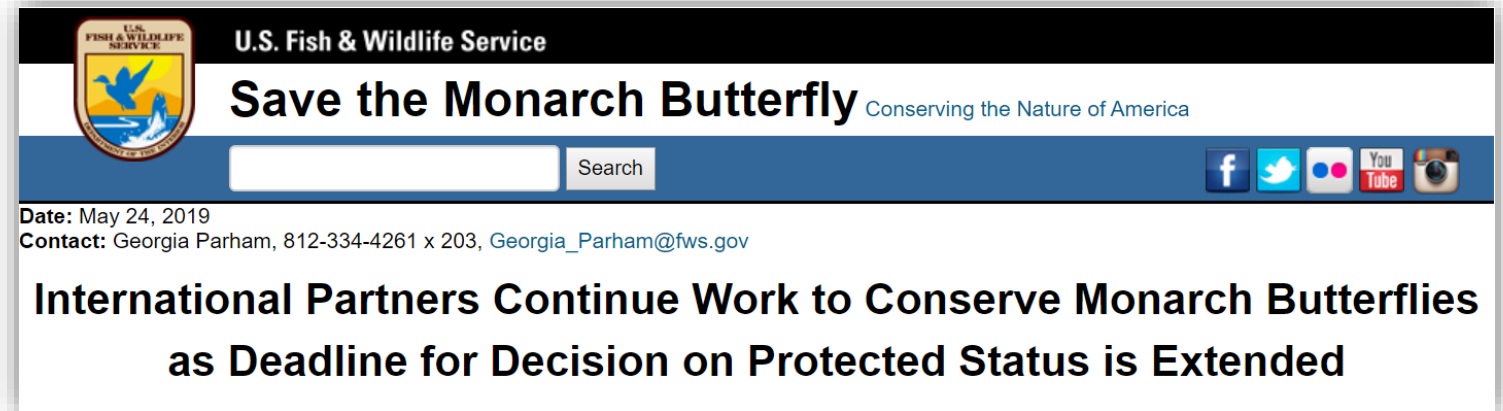 U.S.
FISH & WILDLIFE
SERVICE
DEPARTMENT OF THE INTERIOR
U.S. Fish & Wildlife Service
Save the Monarch Butterfly Conserving the Nature of America
Search
f You
Tube
Date: May 24, 2019
Contact: Georgia Parham, 812-334-4261 x 203, Georgia_Parham@fws.gov
International Partners Continue Work to Conserve Monarch Butterflies
as Deadline for Decision on Protected Status is Extended